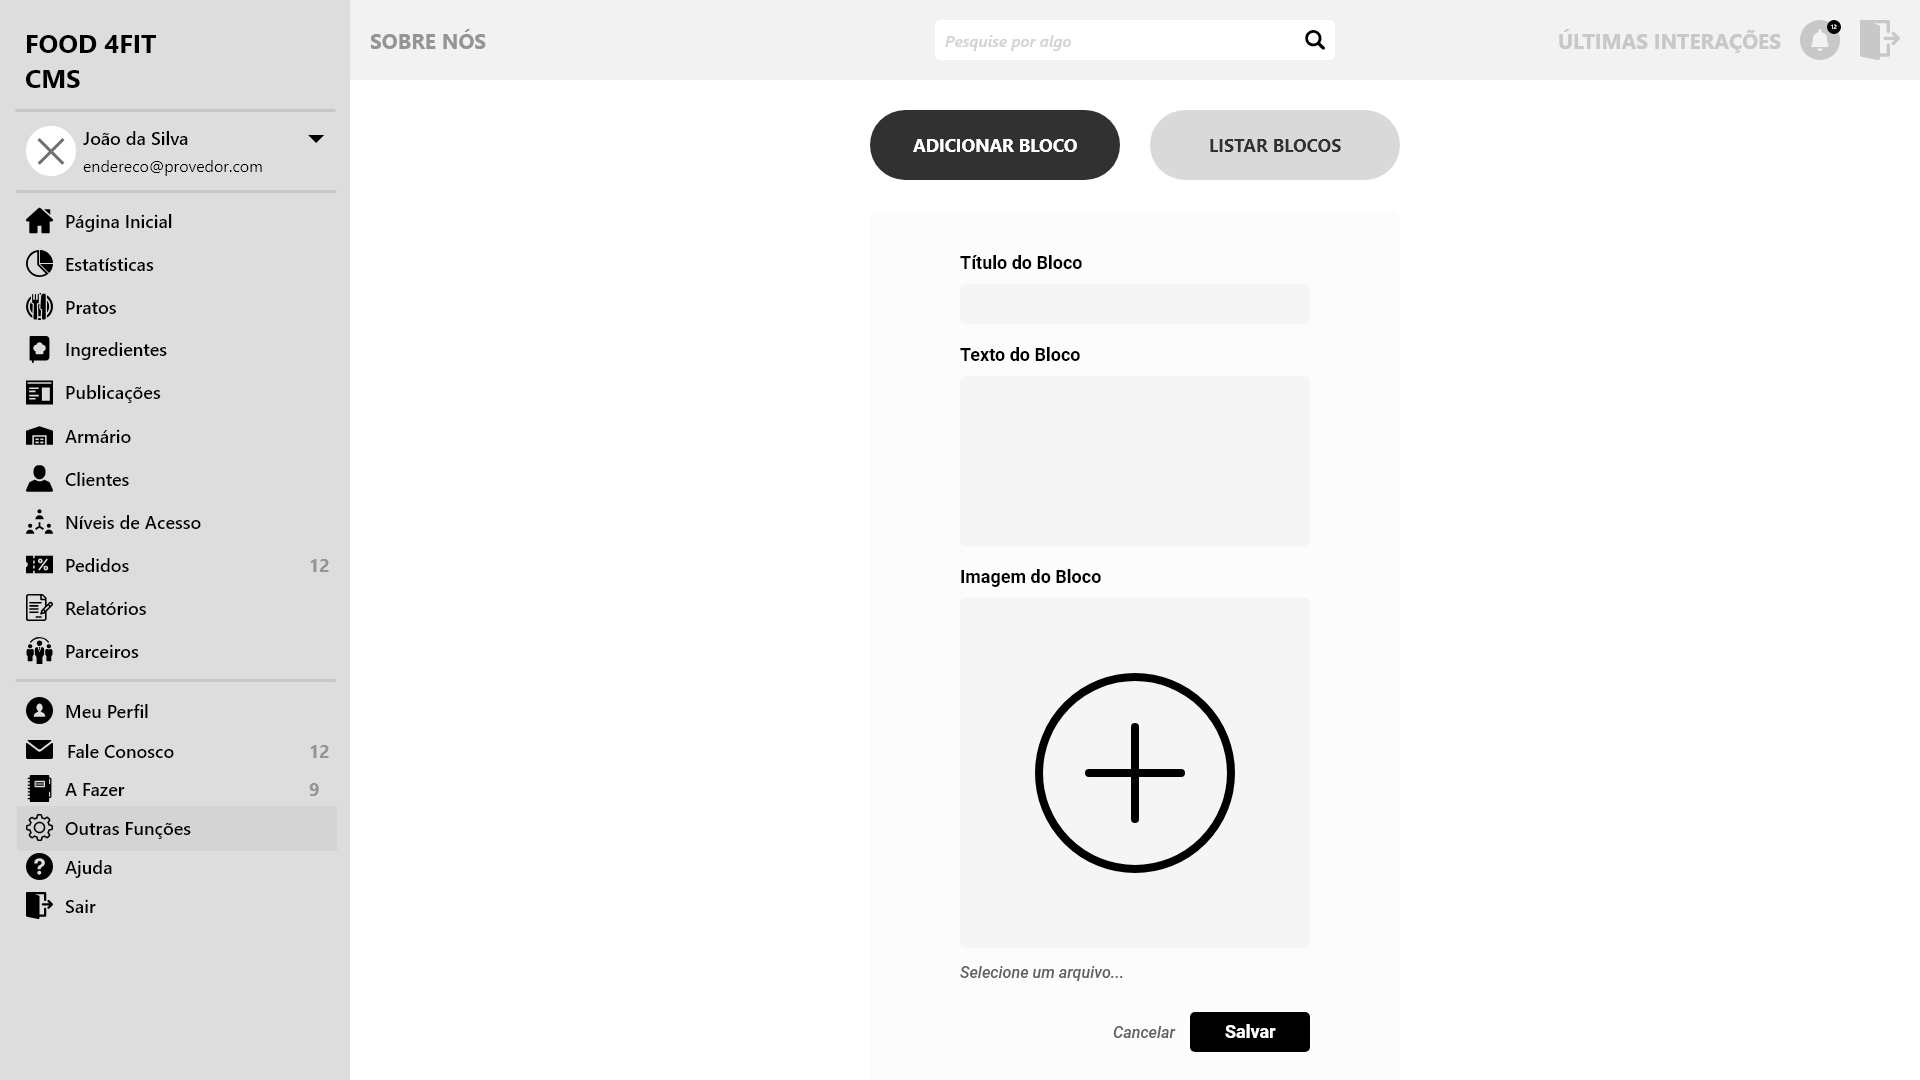 FOOD 4FIT
CMS
João da Silva
endereco@provedor.com
Página Inicial
Estatísticas
Pratos
Ingredientes
Publicações
Armário
Clientes
Níveis de Acesso
Pedidos 12
Relatórios
Parceiros
Meu Perfil
Fale Conosco 12
A Fazer 9
Outras Funções
Ajuda
Sair
SOBRE NÓS
Pesquise por algo
ÚLTIMAS INTERAÇÕES
12
ADICIONAR BLOCO
LISTAR BLOCOS
Título do Bloco
Texto do Bloco
Imagem do Bloco
Selecione um arquivo...
Cancelar
Salvar